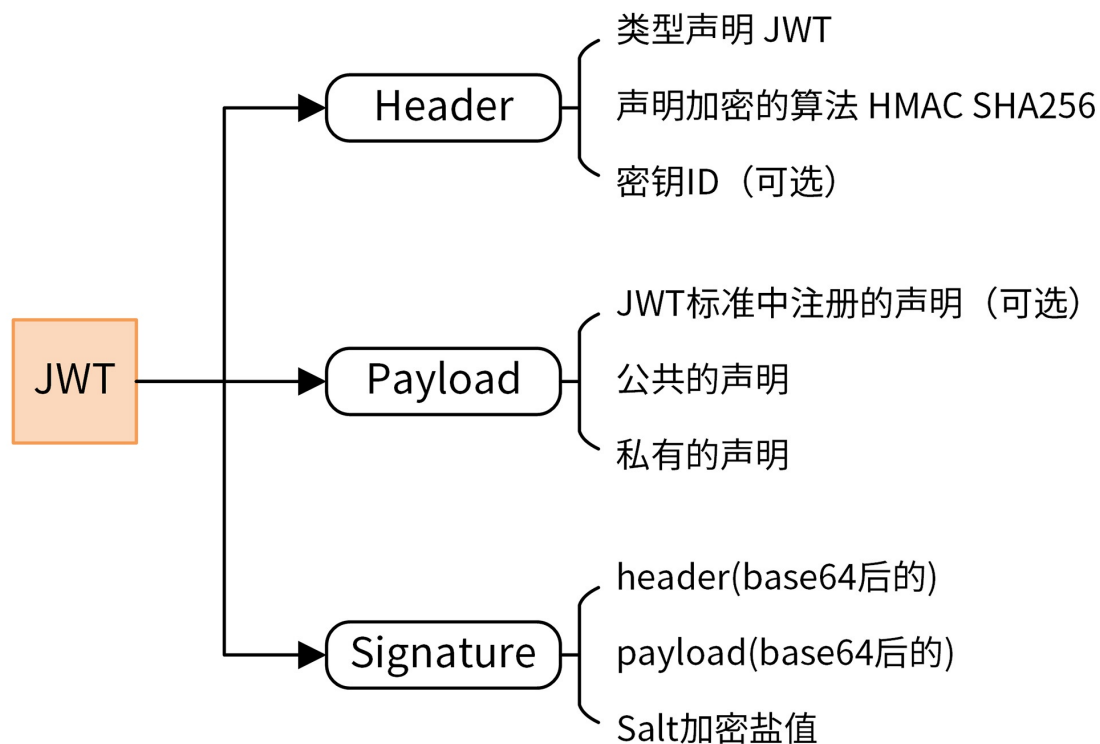 JWT
Header
类型声明 JWT
声明加密的算法 HMAC SHA256
密钥ID（可选）
Payload
JWT标准中注册的声明（可选）
公共的声明
私有的声明
Signature
header(base64后的)
payload(base64后的)
Salt加密盐值